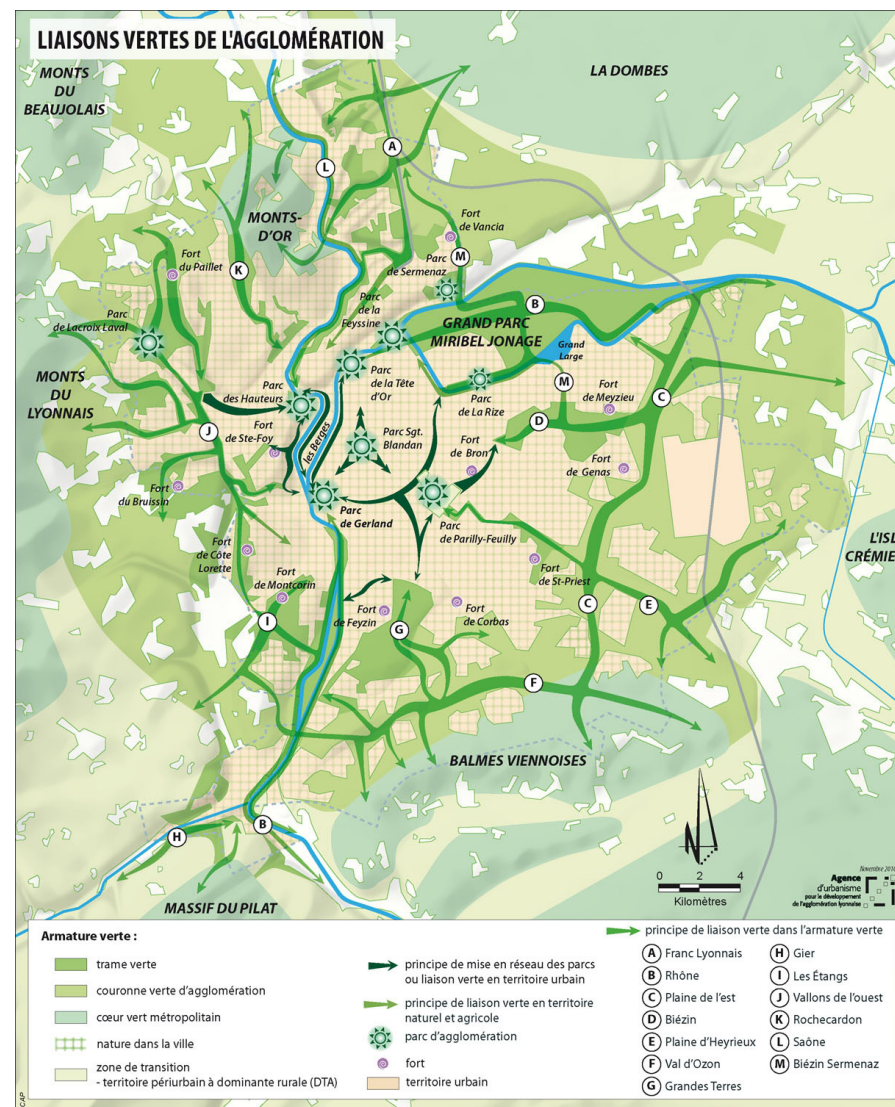 LIAISONS VERTES DE L'AGGLOMÉRATION
MONTS
DU
BEAUJOLAIS
LA DOMBES
A
L
MONTS-
D'OR
Fort
de Vancia
Fort
du Paillet
K
Parc
de Sermenaz
M
Parc
de la
Feyssine
B
Parc
de Lacroix Laval
GRAND PARC
MIRIBEL JONAGE
Grand
Large
MONTS
DU
LYONNAIS
Parc
des Hauteurs
Parc
de la Tête
d'Or
Parc
de La Rize
M
Fort
de Meyzieu
C
J
Fort
de Ste-Foy
les Berges
Parc Sgt.
Blandan
Fort
de Bron
D
Fort
de Genas
Fort
du Bruissin
Parc
de Gerland
Parc
de Parilly-Feuilly
L'ISL
CRÉMIE
Fort
de Côte
Lorette
Fort
de Montcorin
Fort
de St-Priest
I
Fort
de Feyzin
Fort
de Corbas
C
E
G
F
BALMES VIENNOISES
H
B
MASSIF DU PILAT
N
0 2 4
Kilomètres
Agence
d'urbanisme
pour le développement
de l'agglomération lyonnaise
Armature verte :
trame verte
couronne verte d'agglomération
cœur vert métropolitain
nature dans la ville
zone de transition
- territoire périurbain à dominante rurale (DTA)
principe de mise en réseau des parcs
ou liaison verte en territoire urbain
principe de liaison verte en territoire
naturel et agricole
parc d'agglomération
fort
territoire urbain
principe de liaison verte dans l'armature verte
A Franc Lyonnais
B Rhône
C Plaine de l'est
D Biézin
E Plaine d'Heyrieux
F Val d'Ozon
G Grandes Terres
H Gier
I Les Étangs
J Vallons de l'ouest
K Rochecardon
L Saône
M Biézin Sermenaz
CAP